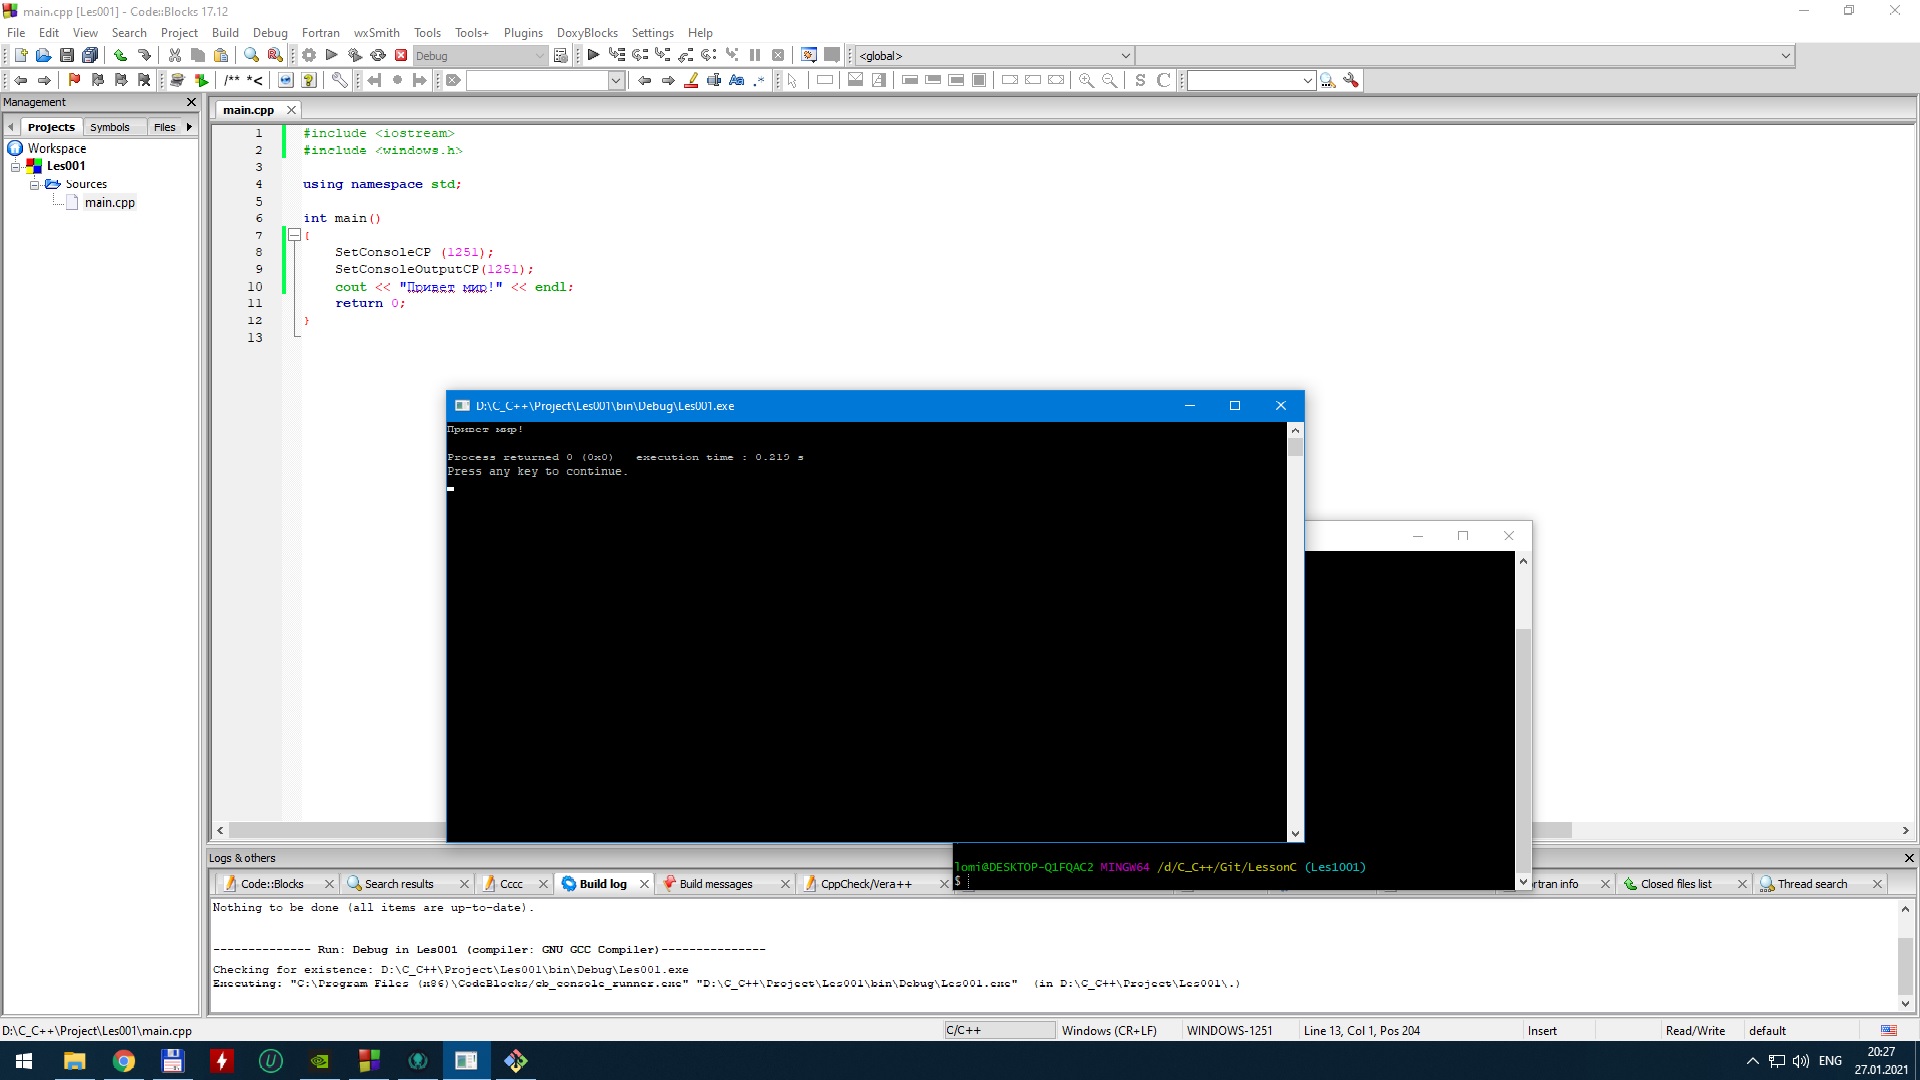 main.cpp [Les001] - Code::Blocks 17.12
File Edit View Search Project Build Debug Fortran wxSmith Tools Tools+ Plugins DoxyBlocks Settings Help
Debug
<global>
/** *<
Aa .*
S C
Management
Projects Symbols Files
Workspace
Les001
Sources
main.cpp
main.cpp
1 #include <iostream>
2 #include <windows.h>
3
4 using namespace std;
5
6 int main()
7 {
8 SetConsoleCP (1251);
9 SetConsoleOutputCP(1251);
10 cout << "Привет мир!" << endl;
11 return 0;
12 }
13
D:\C_C++\Project\Les001\bin\Debug\Les001.exe
Привет мир!
Process returned 0 (0x0) execution time : 0.219 s
Press any key to continue.
lomi@DESKTOP-Q1FQAC2 MINGW64 /d/C_C++/Git/LessonC (Les1001)
$
Logs & others
Code::Blocks Search results Cccc Build log Build messages CppCheck/Vera++ rtran info Closed files list Thread search
Nothing to be done (all items are up-to-date).
-------------- Run: Debug in Les001 (compiler: GNU GCC Compiler)---------------
Checking for existence: D:\C_C++\Project\Les001\bin\Debug\Les001.exe
Executing: "C:\Program Files (x86)\CodeBlocks/cb_console_runner.exe" "D:\C_C++\Project\Les001\bin\Debug\Les001.exe" (in D:\C_C++\Project\Les001\.)
D:\C_C++\Project\Les001\main.cpp C/C++ Windows (CR+LF) WINDOWS-1251 Line 13, Col 1, Pos 204 Insert Read/Write default
ENG
20:27
27.01.2021